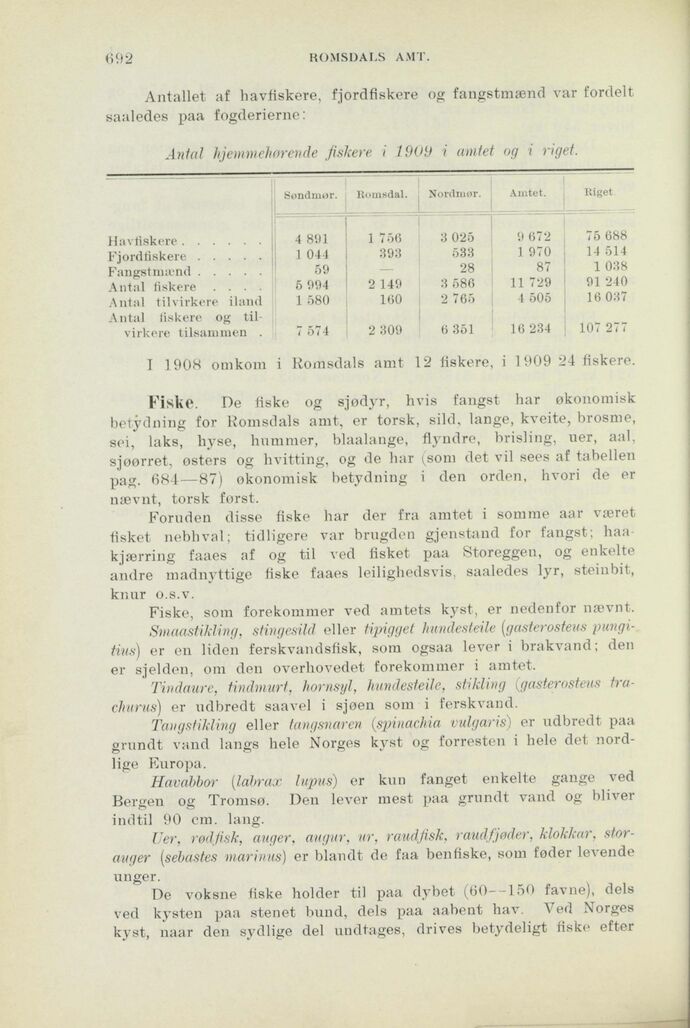 692 ROMSDALS AMT.
Antallet af havfiskere, fjordfiskere og fangstmænd var fordelt
saaledes paa fogderierne:
Antal hjemmehørende fiskere i 1909 i amtet og i riget.
Søndmør. Romsdal. Nordmør. Amtet. Riget
Havfiskere . . . . . . 4 891 1 756 3 025 9 672 75 688
Fjordfiskere . . . . . 1 044 393 533 1 970 14 514
Fangstmænd . . . . . 59 — 28 87 1 038
Antal fiskere . . . . 5 994 2 149 3 586 11 729 91 240
Antal tilvirkere iland 1 580 160 2 765 4 505 16 037
Antal fiskere og til-
virkere tilsammen . 7 574 2 309 6 351 16 234 107 277
I 1908 omkom i Romsdals amt 12 fiskere, i 1909 24 fiskere.
Fiske. De fiske og sjødyr, hvis fangst har økonomisk
betydning for Romsdals amt, er torsk, sild, lange, kveite, brosme,
sei, laks, hyse, hummer, blaalange, flyndre, brisling, uer, aal,
sjøørret, østers og hvitting, og de har (som det vil sees af tabellen
pag. 684—87) økonomisk betydning i den orden, hvori de er
nævnt, torsk først.
Foruden disse fiske har der fra amtet i somme aar været
fisket nebhval; tidligere var brugden gjenstand for fangst; haa-
kjærring faaes af og til ved fisket paa Storeggen, og enkelte
andre madnyttige fiske faaes leilighedsvis, saaledes lyr, steinbit,
knur o.s.v.
Fiske, som forekommer ved amtets kyst, er nedenfor nævnt.
Smaastikling, stingesild eller tipigget hundesteile (gasterosteus pungi-
tius) er en liden ferskvandsfisk, som ogsaa lever i brakvand; den
er sjelden, om den overhovedet forekommer i amtet.
Tindaure, tindmurt, hornsyl, hundesteile, stikling (gasterosteus tra-
churus) er udbredt saavel i sjøen som i ferskvand.
Tangstikling eller tangsnaren (spinachia vulgaris) er udbredt paa
grundt vand langs hele Norges kyst og forresten i hele det nord-
lige Europa.
Havabbor (labrax lupus) er kun fanget enkelte gange ved
Bergen og Tromsø. Den lever mest paa grundt vand og bliver
indtil 90 cm. lang.
Uer, rødfisk, auger, augur, ur, raudfisk, raudfjøder, klokkar, stor-
auger (sebastes marinus) er blandt de faa benfiske, som føder levende
unger.
De voksne fiske holder til paa dybet (60--150 favne), dels
ved kysten paa stenet bund, dels paa aabent hav. Ved Norges
kyst, naar den sydlige del undtages, drives betydeligt fiske efter